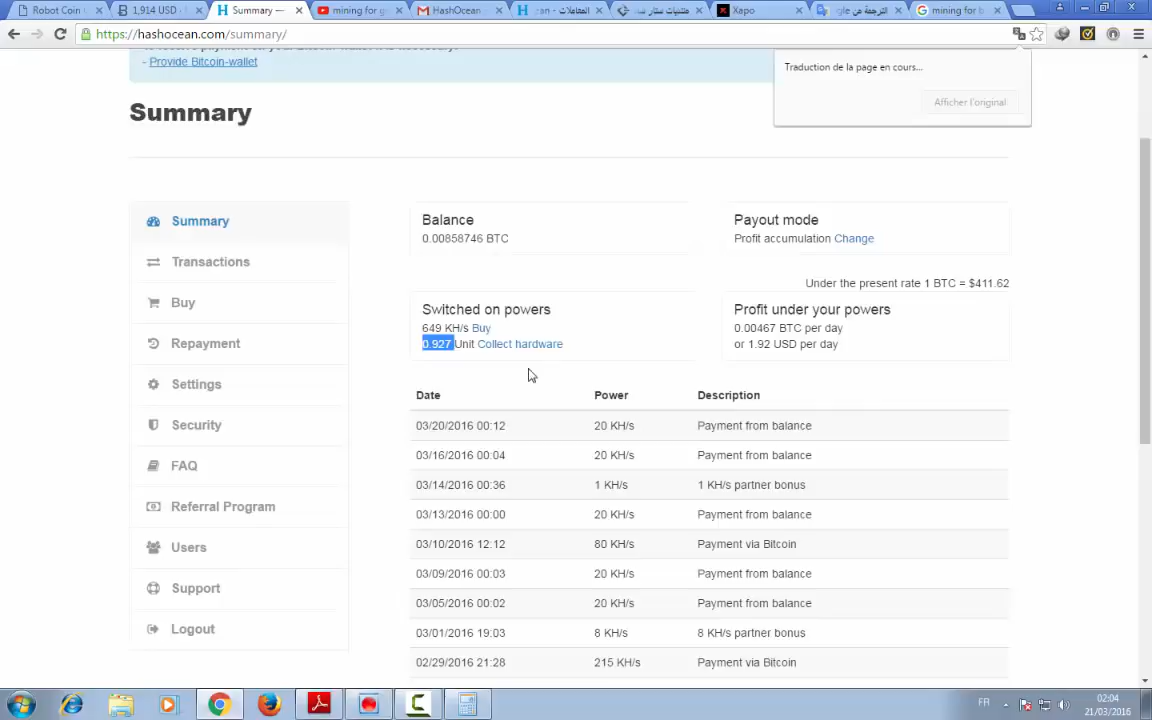 Robot Coin
1,914 USD
Summary —
mining for g
HashOcean
المعاملات
الترجمة من
Xapo
mining for b
https://hashocean.com/summary/
- Provide Bitcoin-wallet
Traduction de la page en cours...
Afficher l'original
Summary
Summary
Transactions
Buy
Repayment
Settings
Security
FAQ
Referral Program
Users
Support
Logout
Balance
0.00858746 BTC
Payout mode
Profit accumulation Change
Under the present rate 1 BTC = $411.62
Switched on powers
649 KH/s Buy
0.927 Unit Collect hardware
Profit under your powers
0.00467 BTC per day
or 1.92 USD per day
Date Power Description
03/20/2016 00:12 20 KH/s Payment from balance
03/16/2016 00:04 20 KH/s Payment from balance
03/14/2016 00:36 1 KH/s 1 KH/s partner bonus
03/13/2016 00:00 20 KH/s Payment from balance
03/10/2016 12:12 80 KH/s Payment via Bitcoin
03/09/2016 00:03 20 KH/s Payment from balance
03/05/2016 00:02 20 KH/s Payment from balance
03/01/2016 19:03 8 KH/s 8 KH/s partner bonus
02/29/2016 21:28 215 KH/s Payment via Bitcoin
FR
02:04
21/03/2016